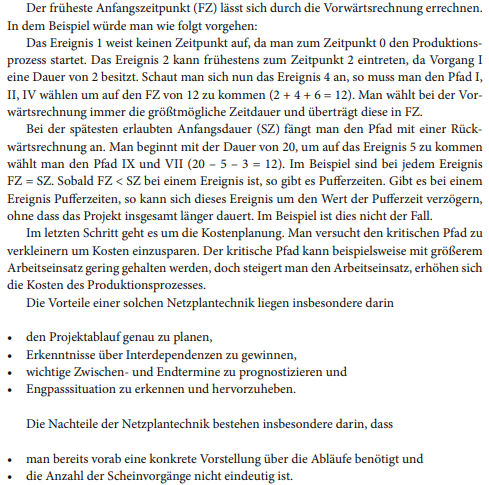 Der früheste Anfangszeitpunkt (FZ) lässt sich durch die Vorwärtsrechnung errechnen.
In dem Beispiel würde man wie folgt vorgehen:
Das Ereignis 1 weist keinen Zeitpunkt auf, da man zum Zeitpunkt 0 den Produktions-
prozess startet. Das Ereignis 2 kann frühestens zum Zeitpunkt 2 eintreten, da Vorgang I
eine Dauer von 2 besitzt. Schaut man sich nun das Ereignis 4 an, so muss man den Pfad I,
II, IV wählen um auf den FZ von 12 zu kommen (2 + 4 + 6 = 12). Man wählt bei der Vor-
wärtsrechnung immer die größtmögliche Zeitdauer und überträgt diese in FZ.
Bei der spätesten erlaubten Anfangsdauer (SZ) fängt man den Pfad mit einer Rück-
wärtsrechnung an. Man beginnt mit der Dauer von 20, um auf das Ereignis 5 zu kommen
wählt man den Pfad IX und VII (20 – 5 – 3 = 12). Im Beispiel sind bei jedem Ereignis
FZ = SZ. Sobald FZ < SZ bei einem Ereignis ist, so gibt es Pufferzeiten. Gibt es bei einem
Ereignis Pufferzeiten, so kann sich dieses Ereignis um den Wert der Pufferzeit verzögern,
ohne dass das Projekt insgesamt länger dauert. Im Beispiel ist dies nicht der Fall.
Im letzten Schritt geht es um die Kostenplanung. Man versucht den kritischen Pfad zu
verkleinern um Kosten einzusparen. Der kritische Pfad kann beispielsweise mit größerem
Arbeitseinsatz gering gehalten werden, doch steigert man den Arbeitseinsatz, erhöhen sich
die Kosten des Produktionsprozesses.
Die Vorteile einer solchen Netzplantechnik liegen insbesondere darin
• den Projektablauf genau zu planen,
• Erkenntnisse über Interdependenzen zu gewinnen,
• wichtige Zwischen- und Endtermine zu prognostizieren und
• Engpasssituation zu erkennen und hervorzuheben.
Die Nachteile der Netzplantechnik bestehen insbesondere darin, dass
• man bereits vorab eine konkrete Vorstellung über die Abläufe benötigt und
• die Anzahl der Scheinvorgänge nicht eindeutig ist.